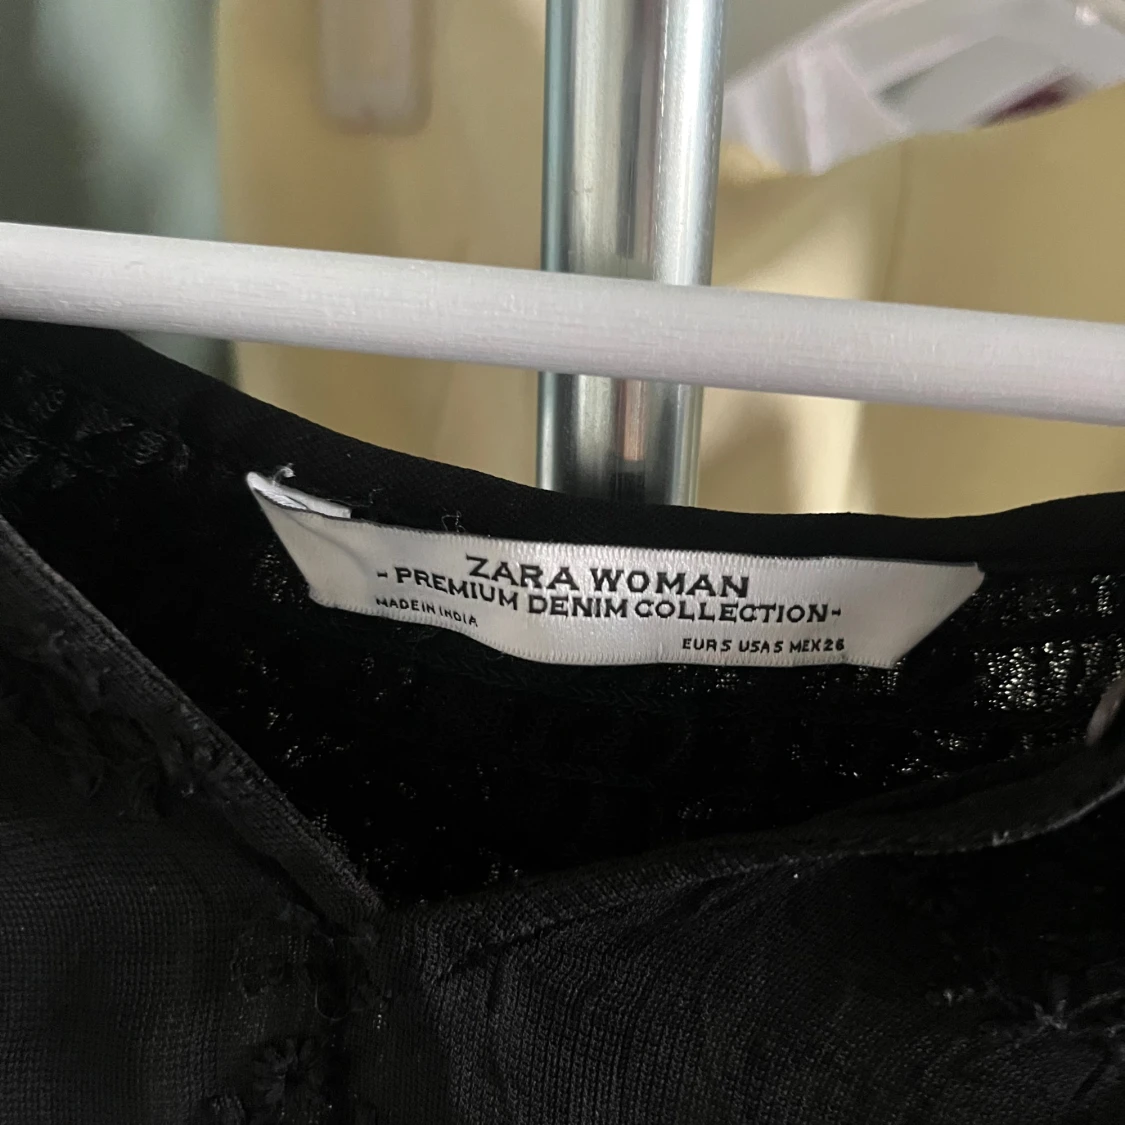 ZARA WOMAN
- PREMIUM DENIM COLLECTION-
MADE IN INDIA
EUR S USA S MEX 26